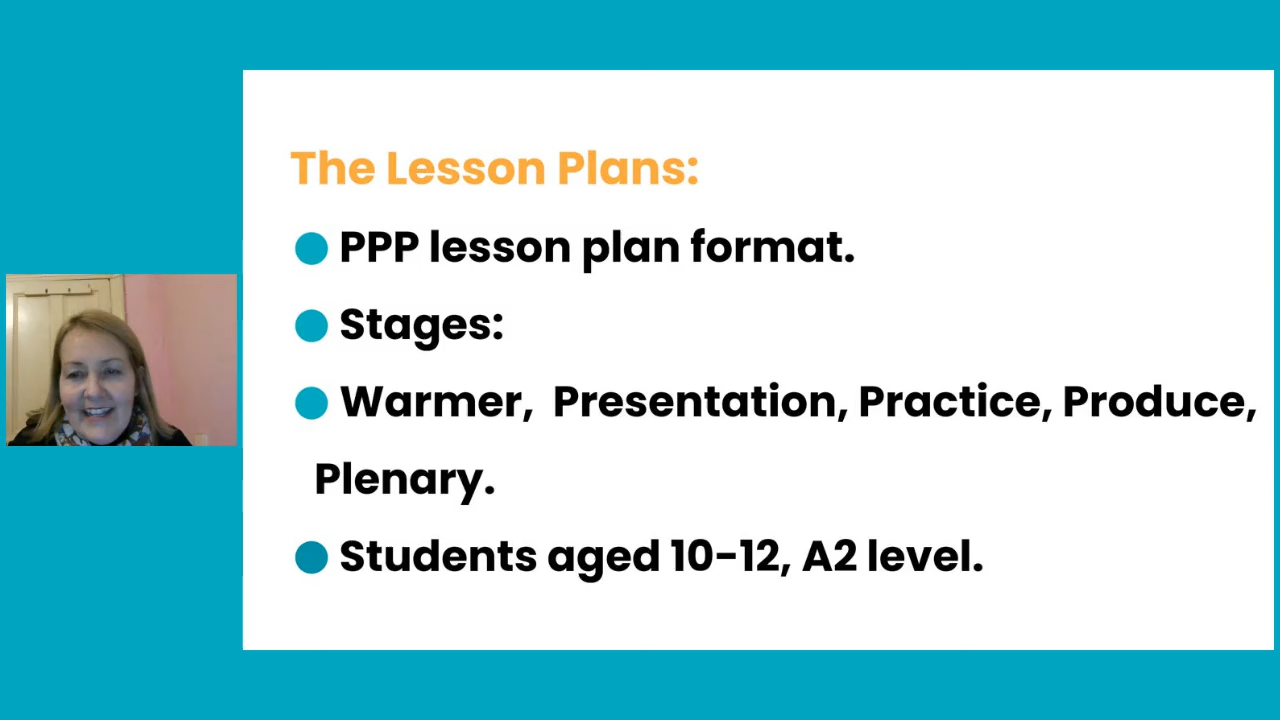 The Lesson Plans:
● PPP lesson plan format.
● Stages:
● Warmer, Presentation, Practice, Produce,
Plenary.
● Students aged 10-12, A2 level.